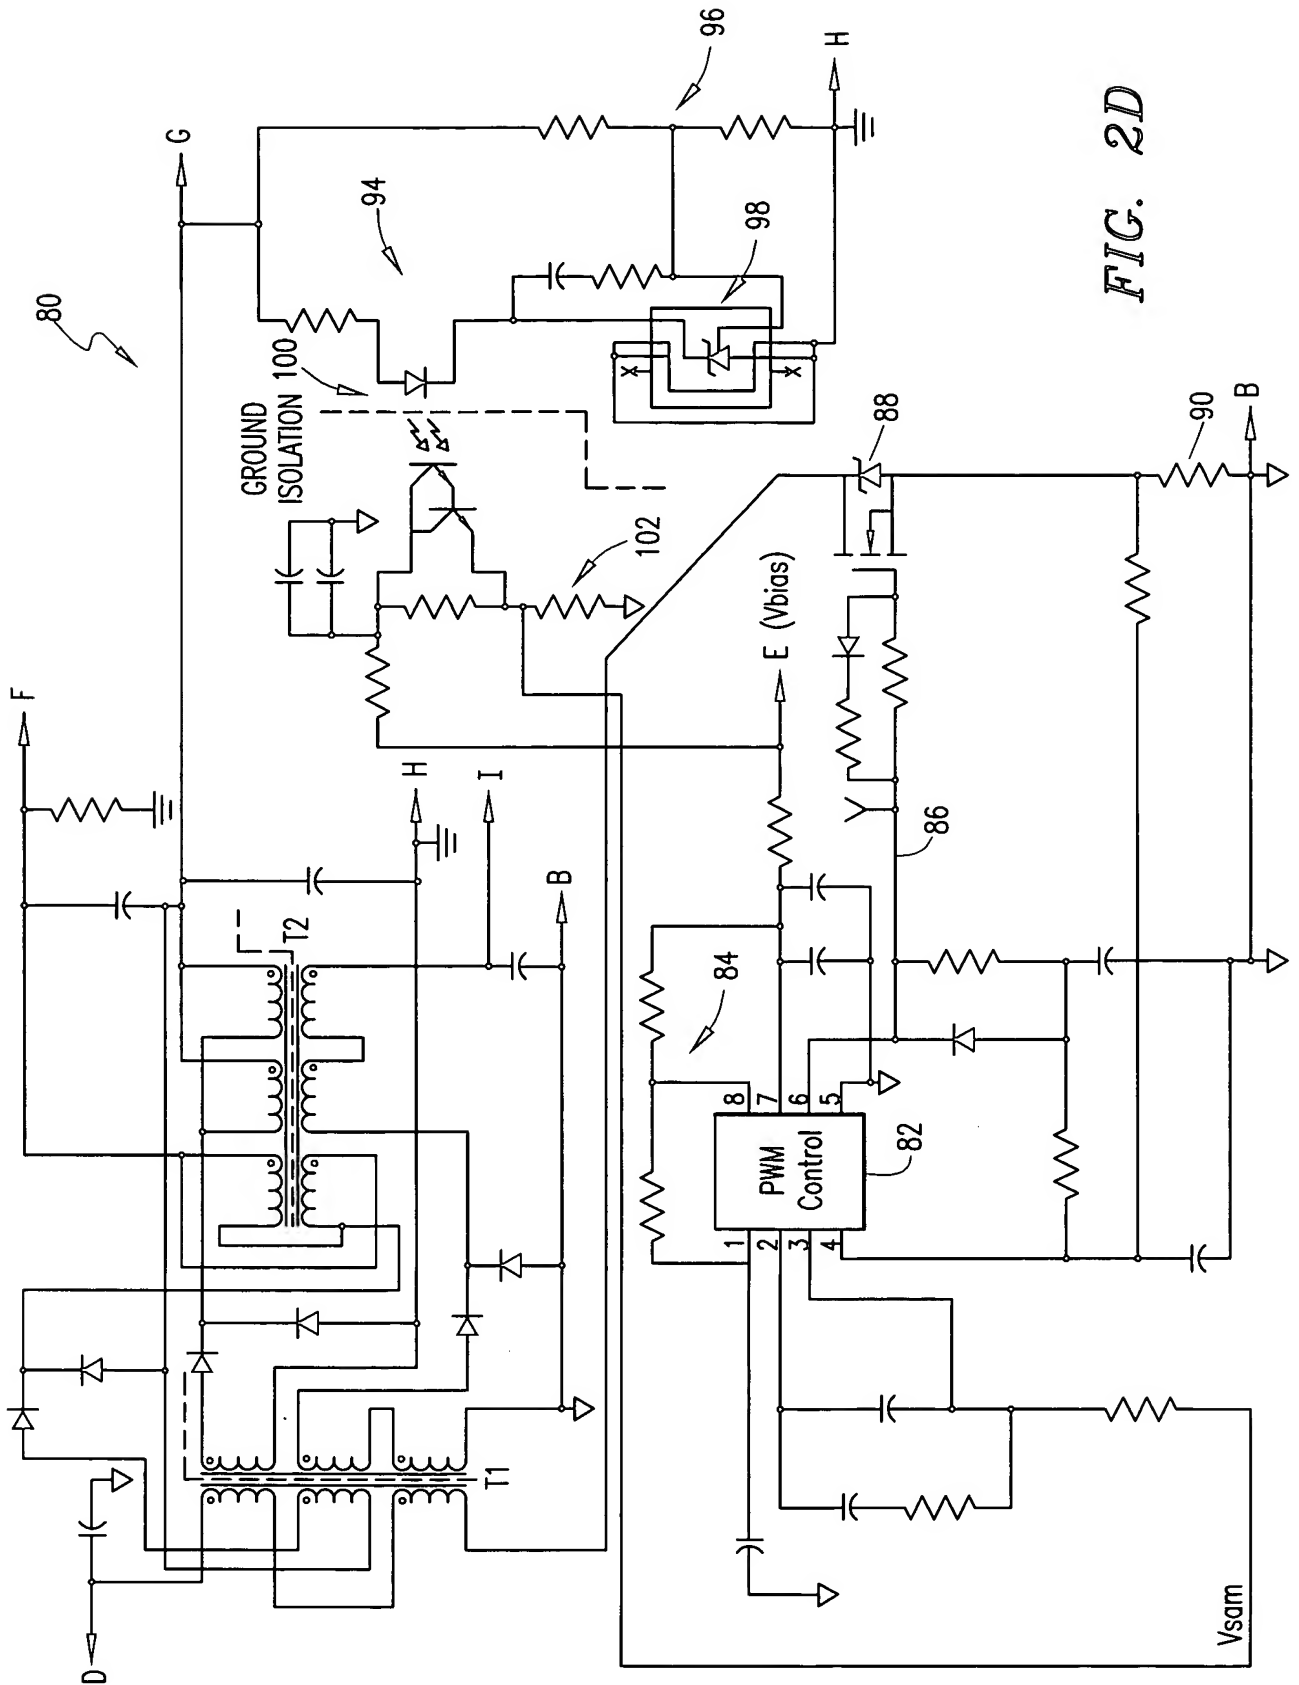 80
F
G
96
H
94
100
GROUND
ISOLATION
98
102
88
90
B
E (Vbias)
H
I
B
T2
86
84
8
7
6
5
PWM
Control
82
1
2
3
4
T1
D
Vsam
FIG. 2D